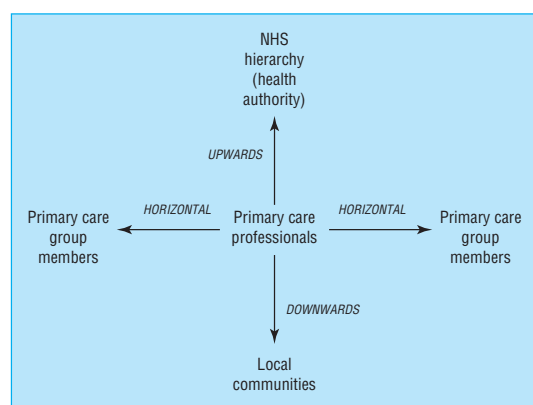 NHS
hierarchy
(health
authority)
UPWARDS
HORIZONTAL
HORIZONTAL
Primary care
group
members
Primary care
professionals
Primary care
group
members
DOWNWARDS
Local
communities